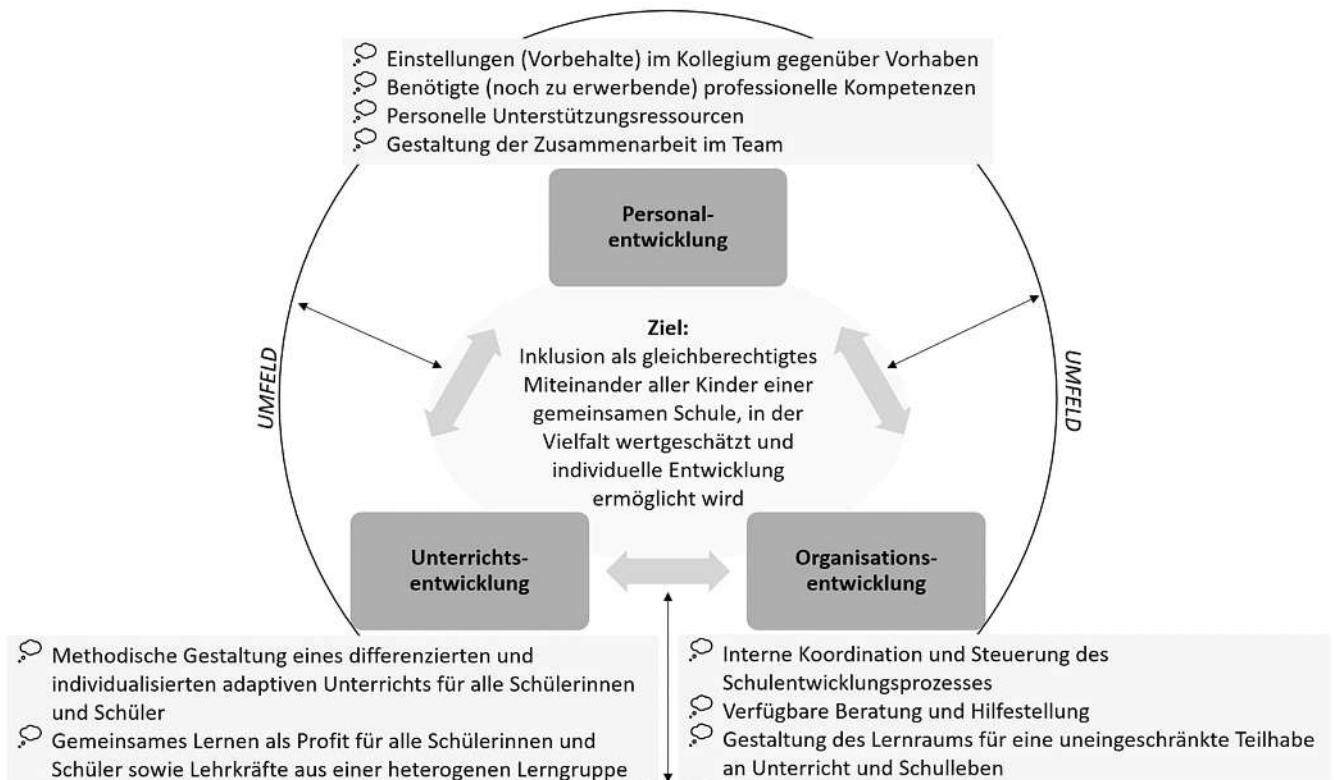 Einstellungen (Vorbehalte) im Kollegium gegenüber Vorhaben
Benötigte (noch zu erwerbende) professionelle Kompetenzen
Personelle Unterstützungsressourcen
Gestaltung der Zusammenarbeit im Team
Personal-
entwicklung
Ziel:
Inklusion als gleichberechtigtes
Miteinander aller Kinder einer
gemeinsamen Schule, in der
Vielfalt wertgeschätzt und
individuelle Entwicklung
ermöglicht wird
UMFELD
UMFELD
Unterrichts-
entwicklung
Organisations-
entwicklung
Methodische Gestaltung eines differenzierten und
individualisierten adaptiven Unterrichts für alle Schülerinnen
und Schüler
Gemeinsames Lernen als Profit für alle Schülerinnen und
Schüler sowie Lehrkräfte aus einer heterogenen Lerngruppe
Interne Koordination und Steuerung des
Schulentwicklungsprozesses
Verfügbare Beratung und Hilfestellung
Gestaltung des Lernraums für eine uneingeschränkte Teilhabe
an Unterricht und Schulleben